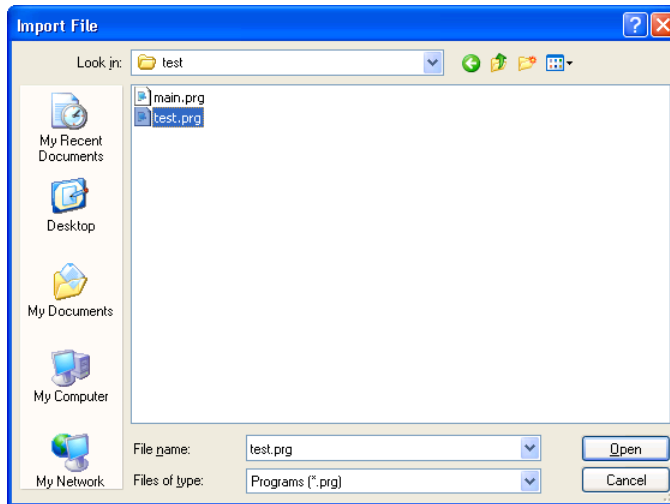 Import File
Look in:
test
main.prg
test.prg
My Recent
Documents
Desktop
My Documents
My Computer
My Network
File name:
test.prg
Open
Files of type:
Programs (*.prg)
Cancel